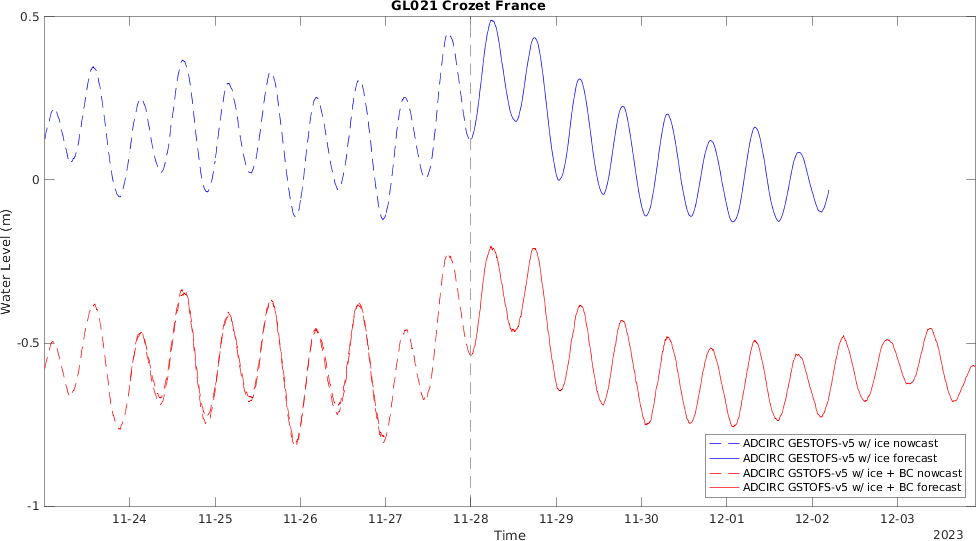 GL021 Crozet France
0.5
0
-0.5
-1
Water Level (m)
ADCIRC GESTOFS-v5 w/ ice nowcast
ADCIRC GESTOFS-v5 w/ ice forecast
ADCIRC GSTOFS-v5 w/ ice + BC nowcast
ADCIRC GSTOFS-v5 w/ ice + BC forecast
11-24 11-25 11-26 11-27 11-28 11-29 11-30 12-01 12-02 12-03
Time
2023